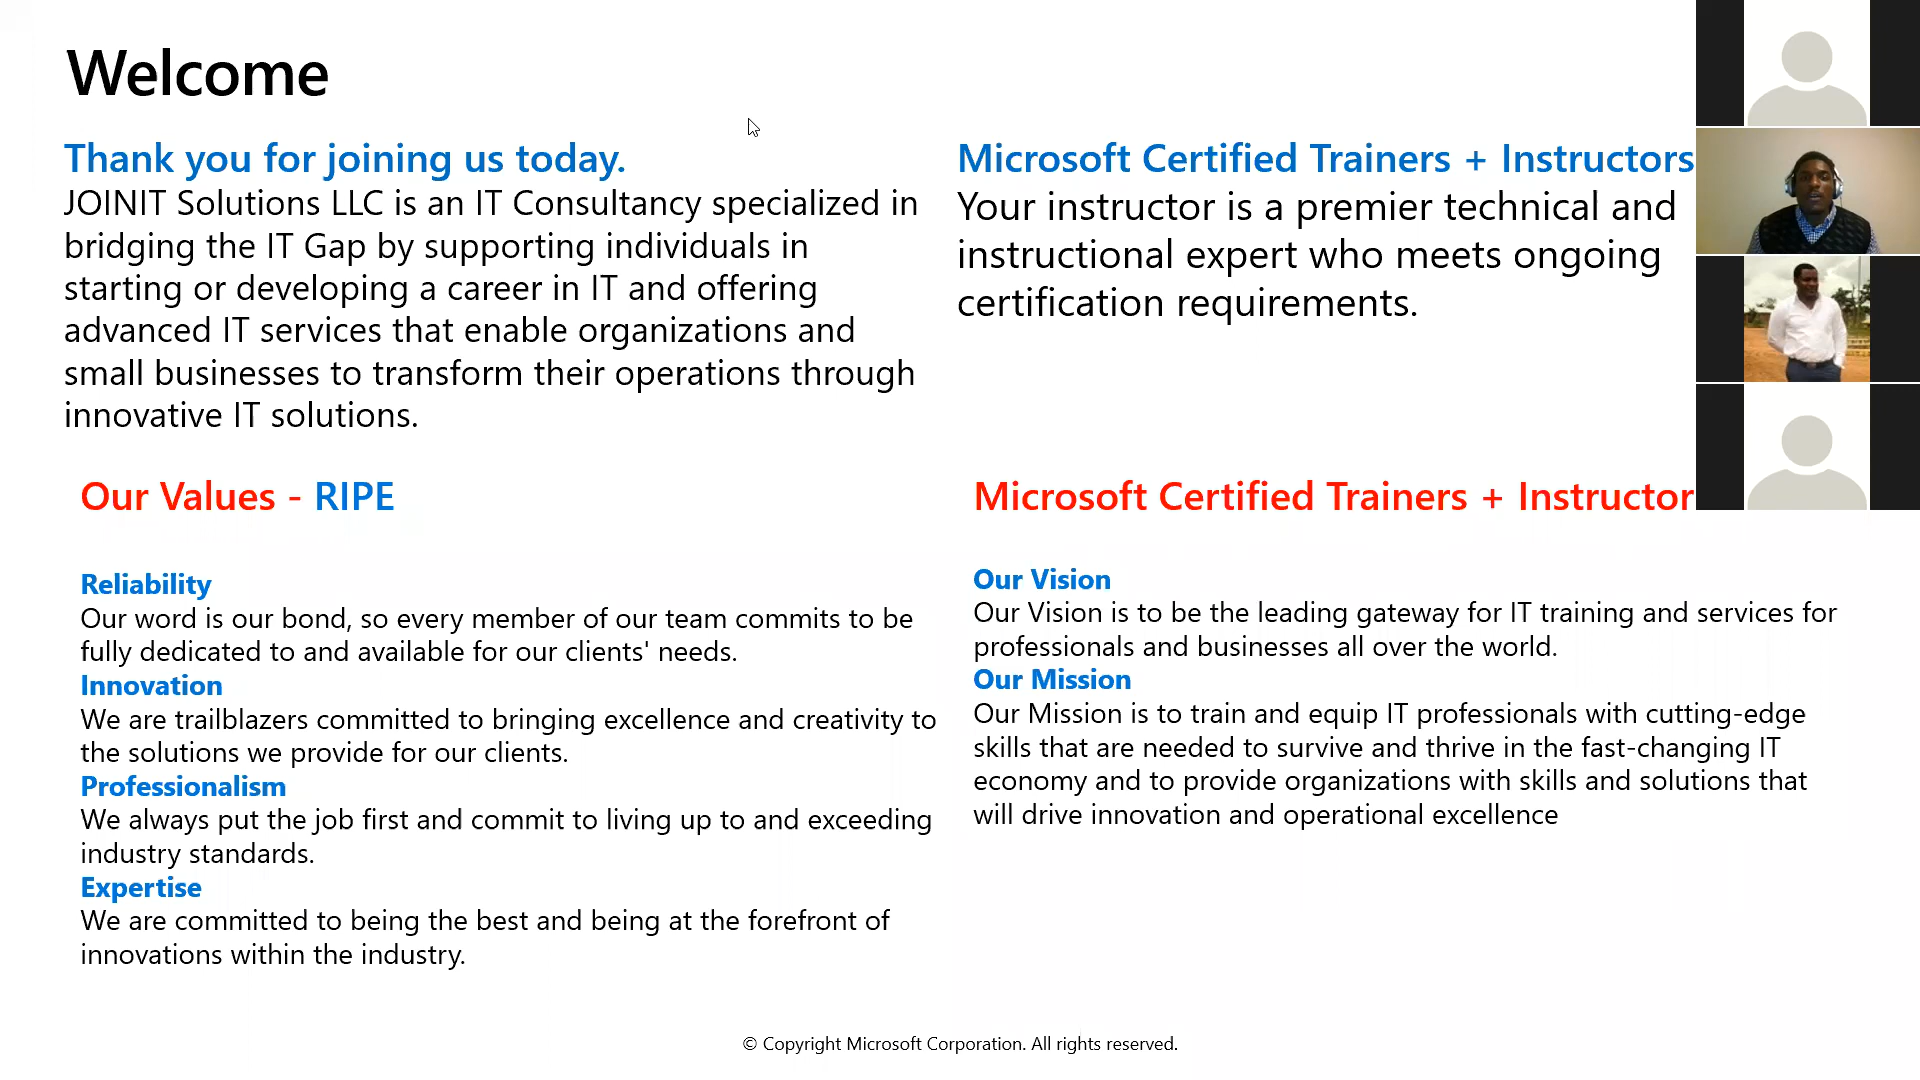 Welcome
Thank you for joining us today.
JOINIT Solutions LLC is an IT Consultancy specialized in
bridging the IT Gap by supporting individuals in
starting or developing a career in IT and offering
advanced IT services that enable organizations and
small businesses to transform their operations through
innovative IT solutions.
Microsoft Certified Trainers + Instructors
Your instructor is a premier technical and
instructional expert who meets ongoing
certification requirements.
Our Values - RIPE
Reliability
Our word is our bond, so every member of our team commits to be
fully dedicated to and available for our clients' needs.
Innovation
We are trailblazers committed to bringing excellence and creativity to
the solutions we provide for our clients.
Professionalism
We always put the job first and commit to living up to and exceeding
industry standards.
Expertise
We are committed to being the best and being at the forefront of
innovations within the industry.
Microsoft Certified Trainers + Instructor
Our Vision
Our Vision is to be the leading gateway for IT training and services for
professionals and businesses all over the world.
Our Mission
Our Mission is to train and equip IT professionals with cutting-edge
skills that are needed to survive and thrive in the fast-changing IT
economy and to provide organizations with skills and solutions that
will drive innovation and operational excellence
© Copyright Microsoft Corporation. All rights reserved.